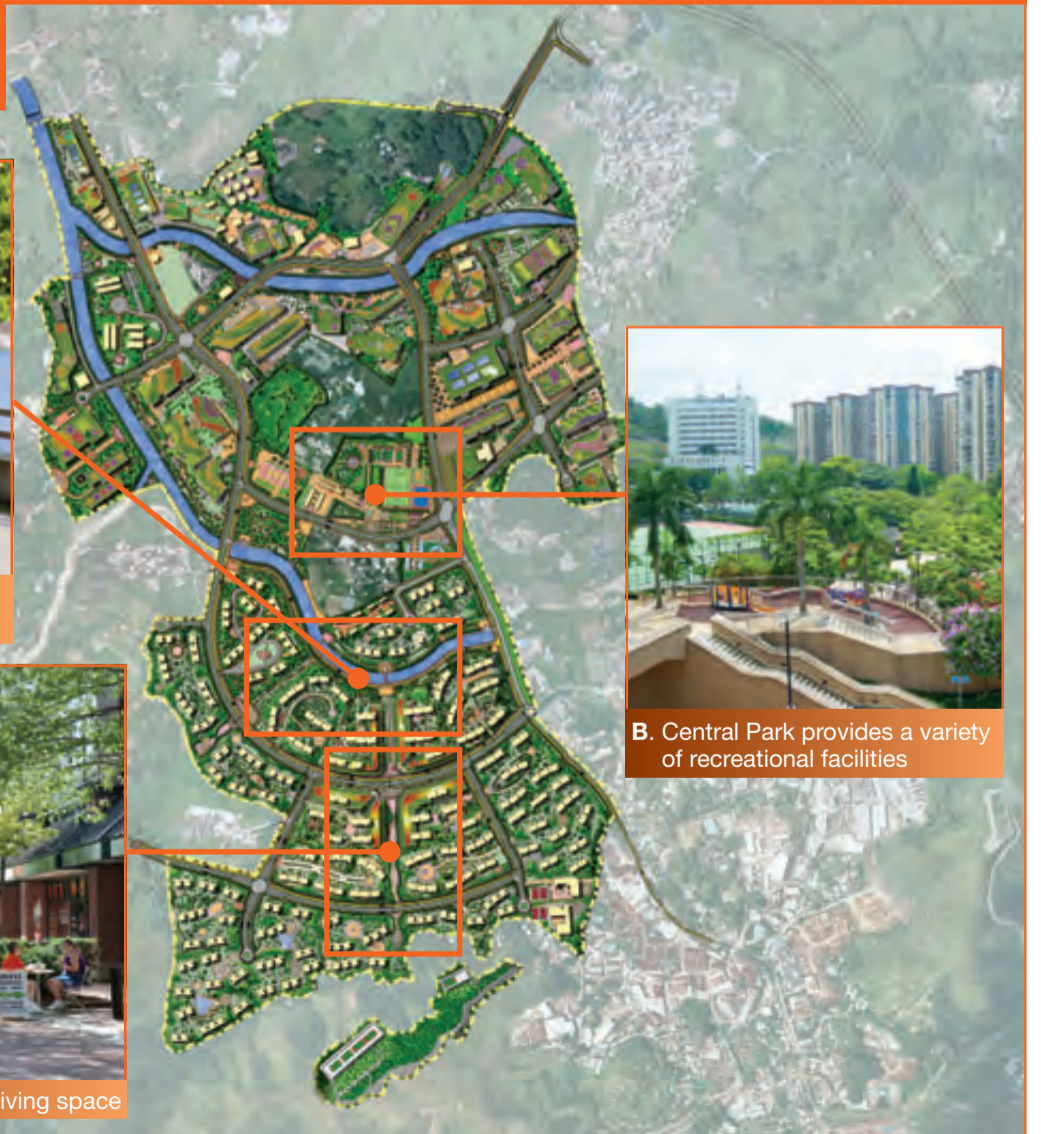 B. Central Park provides a variety
of recreational facilities
iving space